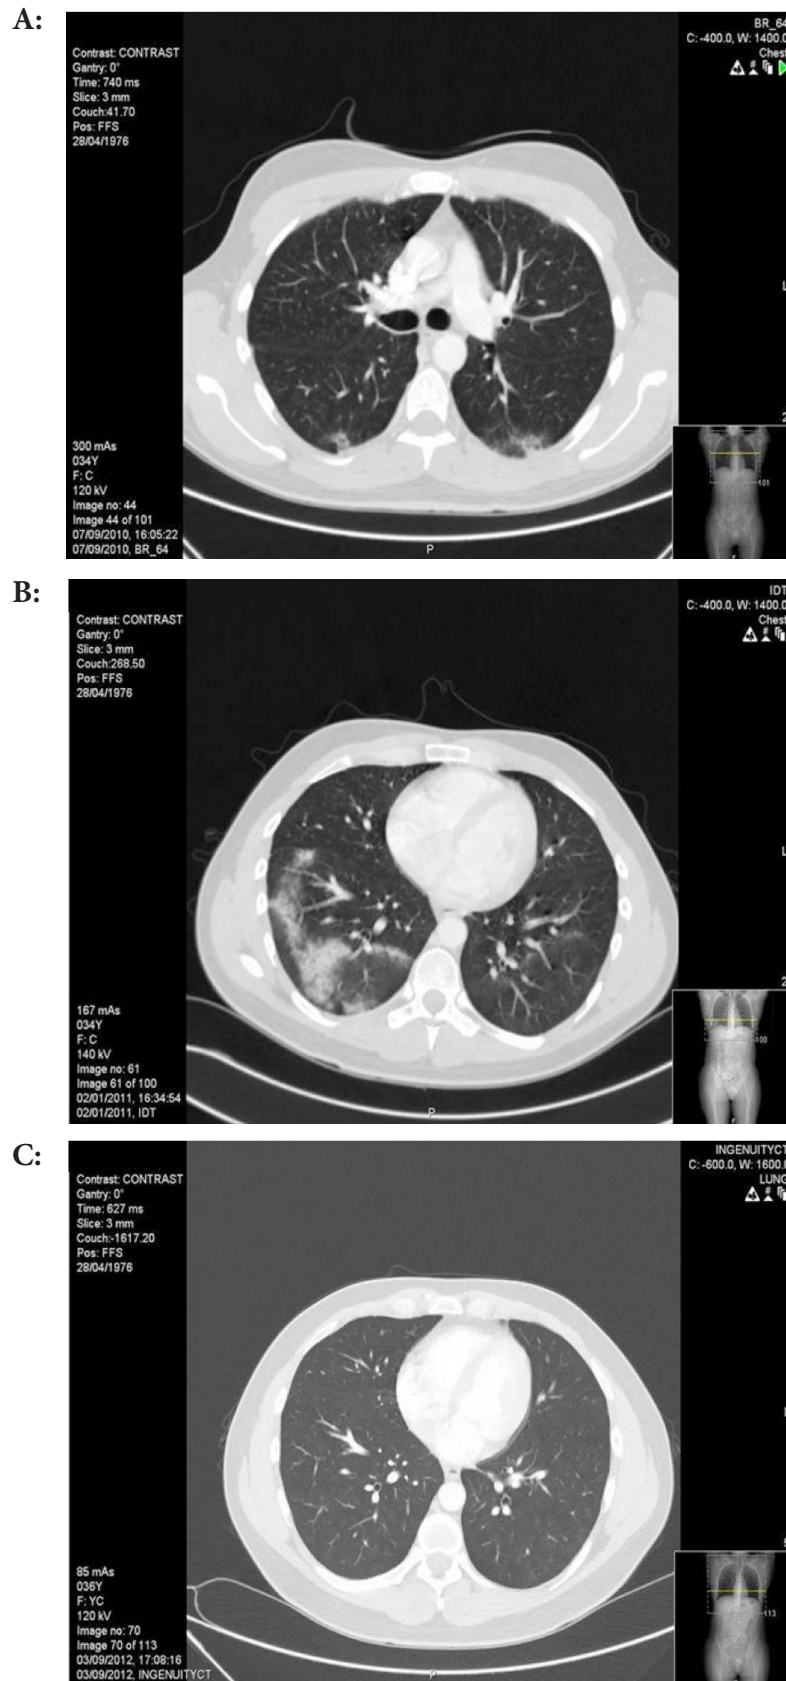 A:
BR_64
C: -400.0, W: 1400.0
Chest
Contrast: CONTRAST
Gantry: 0°
Time: 740 ms
Slice: 3 mm
Couch:41.70
Pos: FFS
28/04/1976
L
2
300 mAs
034Y
F: C
120 kV
Image no: 44
Image 44 of 101
07/09/2010, 16:05:22
07/09/2010, BR_64
P
101
F
B:
IDT
C: -400.0, W: 1400.0
Chest
Contrast: CONTRAST
Gantry: 0°
Slice: 3 mm
Couch:268.50
Pos: FFS
28/04/1976
L
2
167 mAs
034Y
F: C
140 kV
Image no: 61
Image 61 of 100
02/01/2011, 16:34:54
02/01/2011, IDT
P
100
F
C:
INGENUITYCT
C: -600.0, W: 1600.0
LUNG
Contrast: CONTRAST
Gantry: 0°
Time: 627 ms
Slice: 3 mm
Couch:-1617.20
Pos: FFS
28/04/1976
85 mAs
036Y
F: YC
120 kV
Image no: 70
Image 70 of 113
03/09/2012, 17:08:16
03/09/2012, INGENUITYCT
P
113
F